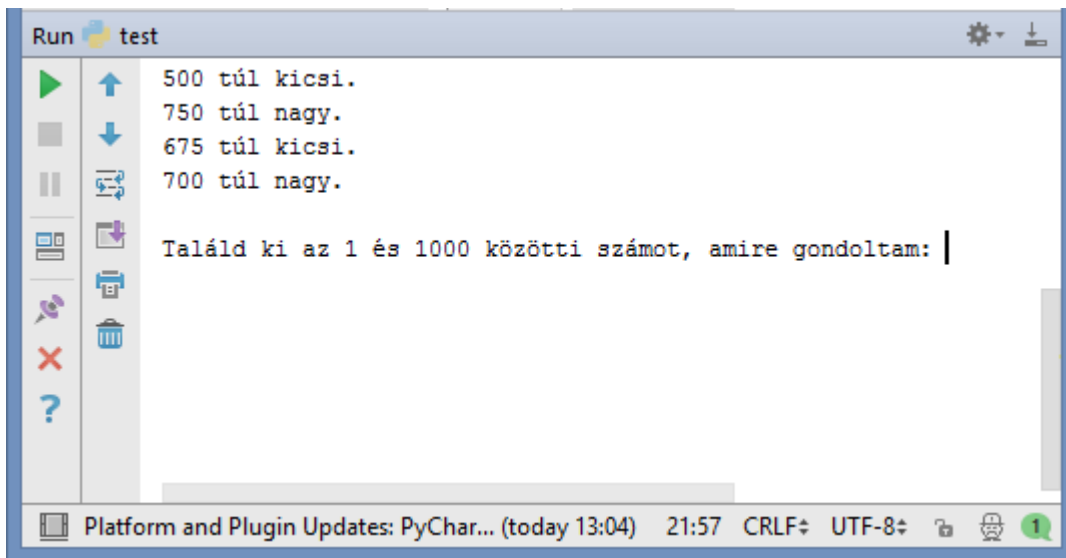 Run test
500 túl kicsi.
750 túl nagy.
675 túl kicsi.
700 túl nagy.
Találd ki az 1 és 1000 közötti számot, amire gondoltam:
Platform and Plugin Updates: PyChar... (today 13:04) 21:57 CRLF UTF-8 1